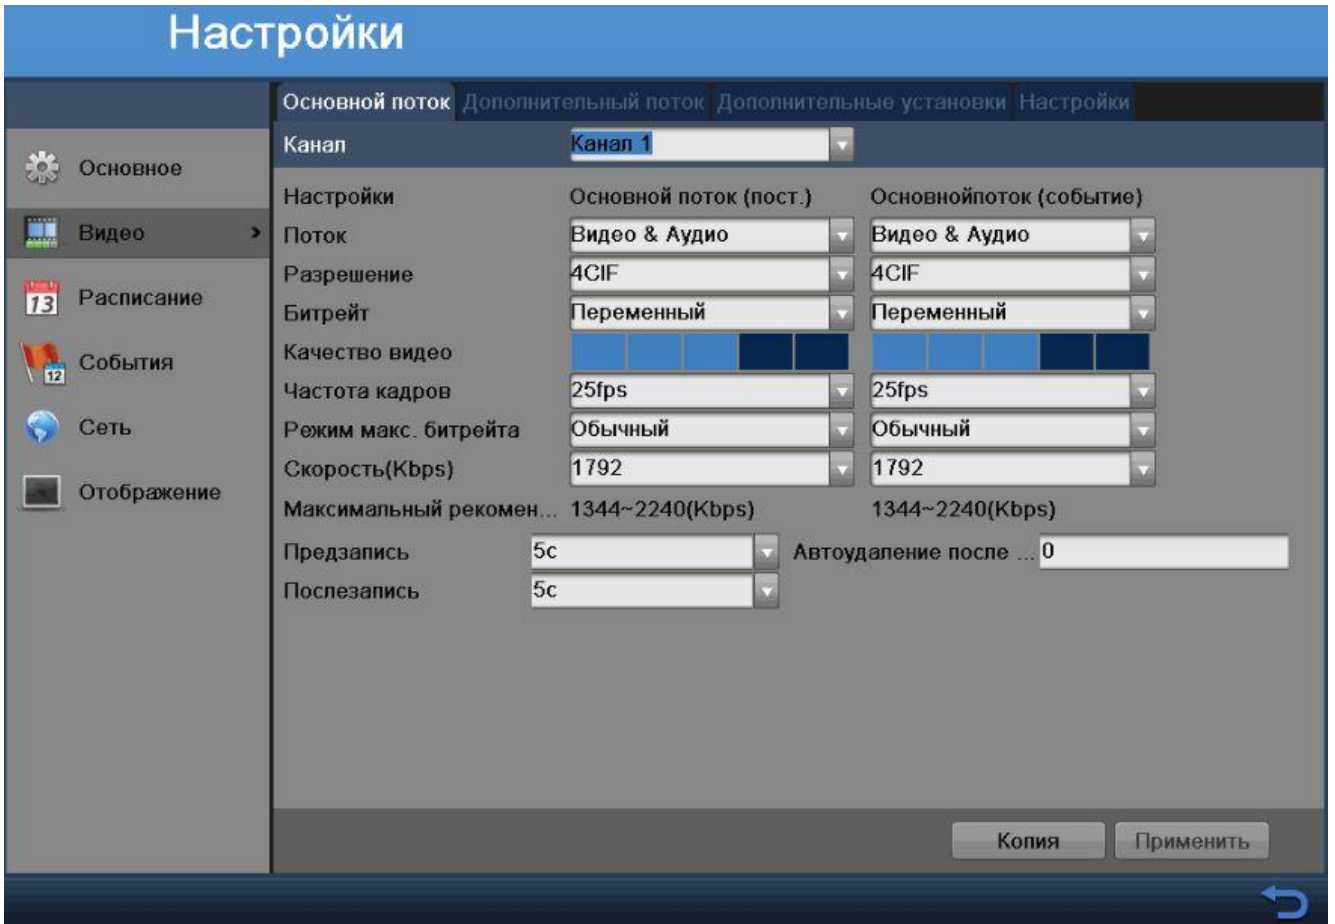 Настройки
Основной поток Дополнительный поток Дополнительные установки Настройки
Канал Канал 1
Основное
Настройки Основной поток (пост.) Основнойпоток (событие)
Видео
Поток Видео & Аудио Видео & Аудио
Разрешение 4CIF 4CIF
13 Расписание
Битрейт Переменный Переменный
Качество видео
12 События
Частота кадров 25fps 25fps
Сеть
Режим макс. битрейта Обычный Обычный
Скорость(Kbps) 1792 1792
Отображение
Максимальный рекомен... 1344~2240(Kbps) 1344~2240(Kbps)
Предзапись 5с Автоудаление после ... 0
Послезапись 5с
Копия Применить